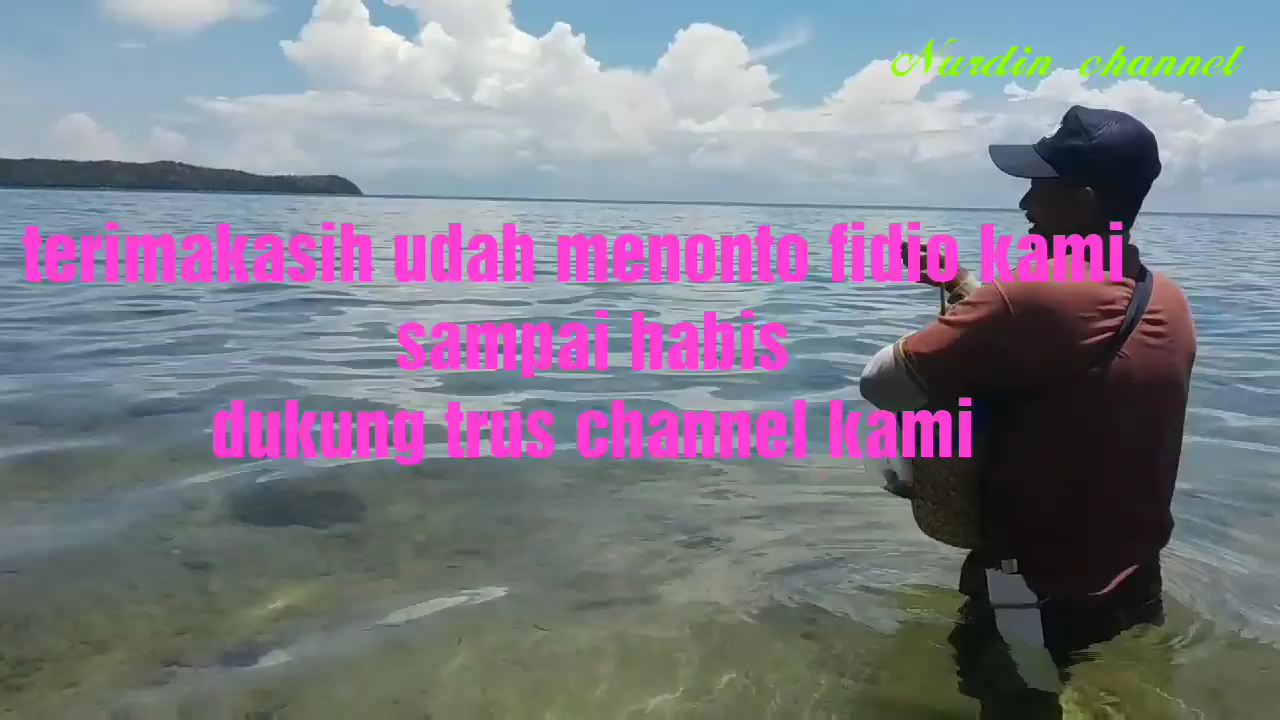 Nurdin channel
terimakasih udah menonto fidio kami
sampai habis
dukung trus channel kami